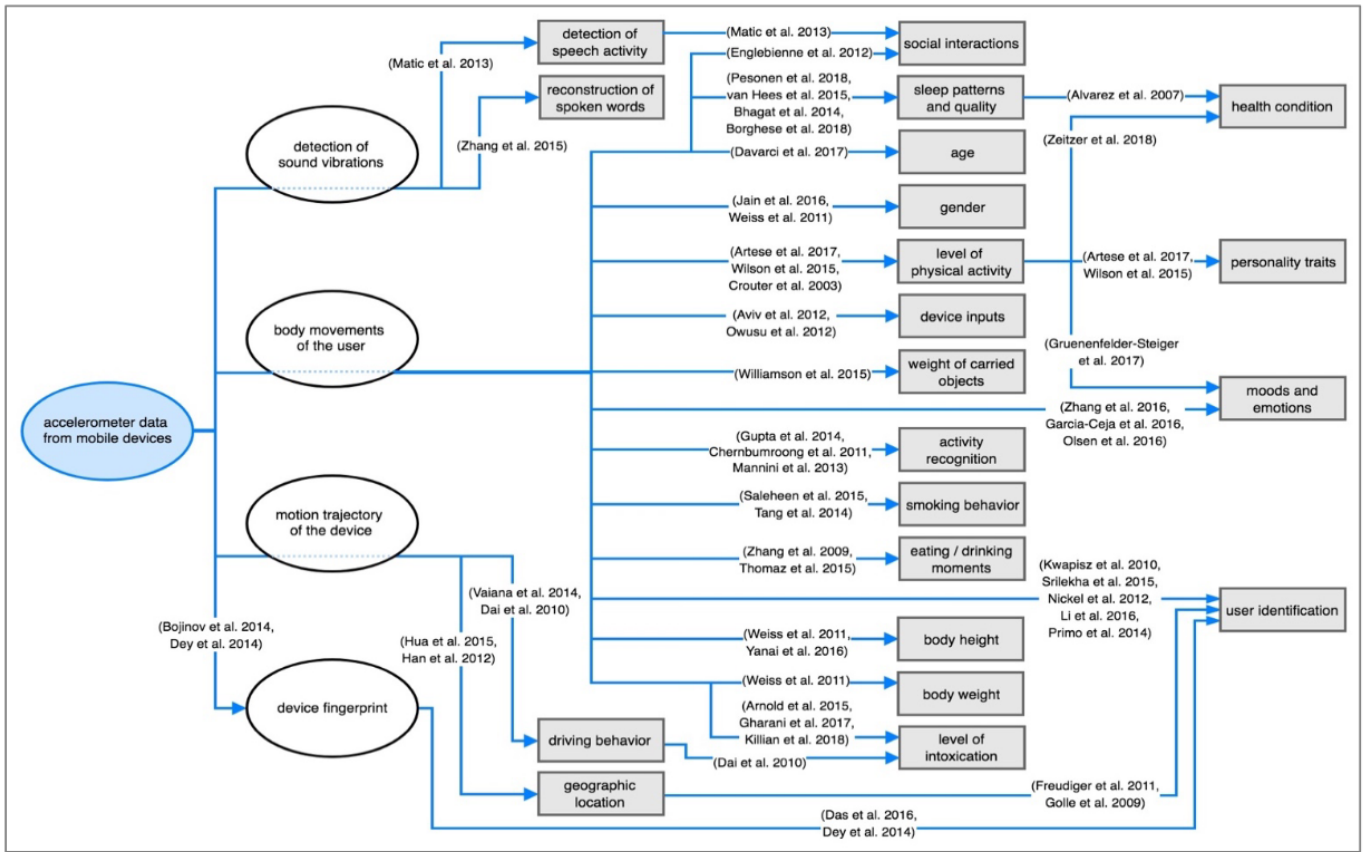 accelerometer data
from mobile devices
detection of
sound vibrations
body movements
of the user
motion trajectory
of the device
device fingerprint
(Bojinov et al. 2014,
Dey et al. 2014)
(Matic et al. 2013)
(Zhang et al. 2015)
(Vaiana et al. 2014,
Dai et al. 2010)
(Hua et al. 2015,
Han et al. 2012)
detection of
speech activity
reconstruction of
spoken words
driving behavior
geographic
location
(Matic et al. 2013)
(Englebienne et al. 2012)
(Pesonen et al. 2018,
van Hees et al. 2015,
Bhagat et al. 2014,
Borghese et al. 2018)
(Davarci et al. 2017)
(Jain et al. 2016,
Weiss et al. 2011)
(Artese et al. 2017,
Wilson et al. 2015,
Crouter et al. 2003)
(Aviv et al. 2012,
Owusu et al. 2012)
(Williamson et al. 2015)
(Gupta et al. 2014,
Chernbumroong et al. 2011,
Mannini et al. 2013)
(Saleheen et al. 2015,
Tang et al. 2014)
(Zhang et al. 2009,
Thomaz et al. 2015)
(Weiss et al. 2011,
Yanai et al. 2016)
(Weiss et al. 2011)
(Arnold et al. 2015,
Gharani et al. 2017,
Killian et al. 2018)
(Dai et al. 2010)
(Das et al. 2016,
Dey et al. 2014)
social interactions
sleep patterns
and quality
age
gender
level of
physical activity
device inputs
weight of carried
objects
activity
recognition
smoking behavior
eating / drinking
moments
body height
body weight
level of
intoxication
(Alvarez et al. 2007)
(Zeitzer et al. 2018)
(Artese et al. 2017,
Wilson et al. 2015)
(Gruenenfelder-Steiger
et al. 2017)
(Zhang et al. 2016,
Garcia-Ceja et al. 2016,
Olsen et al. 2016)
(Kwapisz et al. 2010,
Srilekha et al. 2015,
Nickel et al. 2012,
Li et al. 2016,
Primo et al. 2014)
(Freudiger et al. 2011,
Golle et al. 2009)
health condition
personality traits
moods and
emotions
user identification